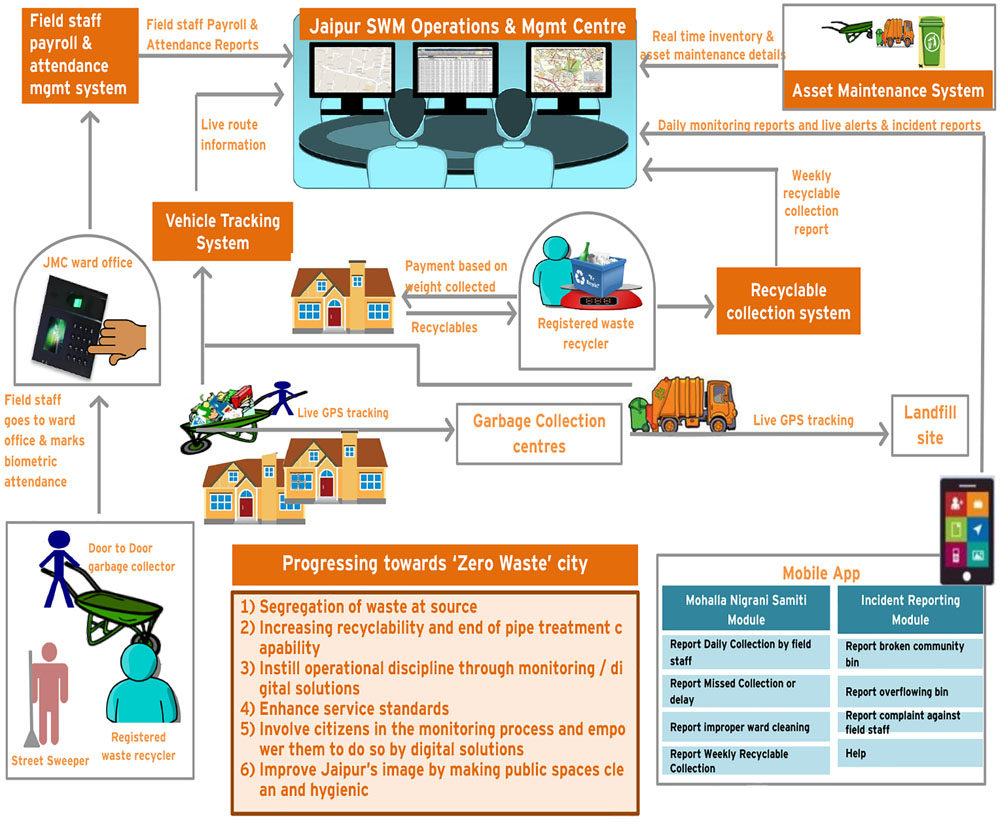 Field staff
payroll &
attendance
mgmt system
Field staff Payroll &
Attendance Reports
Jaipur SWM Operations & Mgmt Centre
Real time inventory &
asset maintenance details
Asset Maintenance System
Live route
information
Daily monitoring reports and live alerts & incident reports
Weekly
recyclable
collection
report
Vehicle Tracking
System
JMC ward office
Payment based on
weight collected
Recyclables
Registered waste
recycler
Recyclable
collection system
Field staff
goes to ward
office & marks
biometric
attendance
Live GPS tracking
Garbage Collection
centres
Live GPS tracking
Landfill
site
Door to Door
garbage collector
Street Sweeper
Registered
waste recycler
Progressing towards ‘Zero Waste’ city
1) Segregation of waste at source
2) Increasing recyclability and end of pipe treatment c
apability
3) Instill operational discipline through monitoring / di
gital solutions
4) Enhance service standards
5) Involve citizens in the monitoring process and empo
wer them to do so by digital solutions
6) Improve Jaipur’s image by making public spaces cle
an and hygienic
Mobile App
Mohalla Nigrani Samiti
Module
Report Daily Collection by field
staff
Report Missed Collection or
delay
Report improper ward cleaning
Report Weekly Recyclable
Collection
Incident Reporting
Module
Report broken community
bin
Report overflowing bin
Report complaint against
field staff
Help